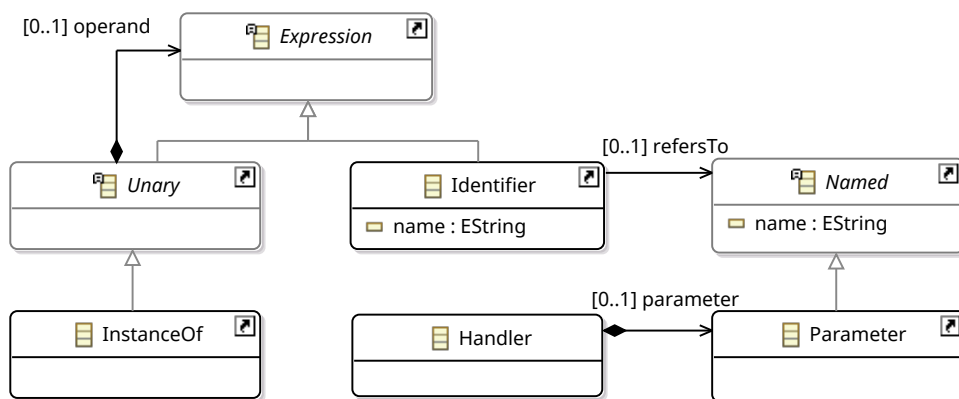 [0..1] operand
Expression
[0..1] refersTo
Unary
Identifier
Named
name : EString
name : EString
[0..1] parameter
InstanceOf
Handler
Parameter